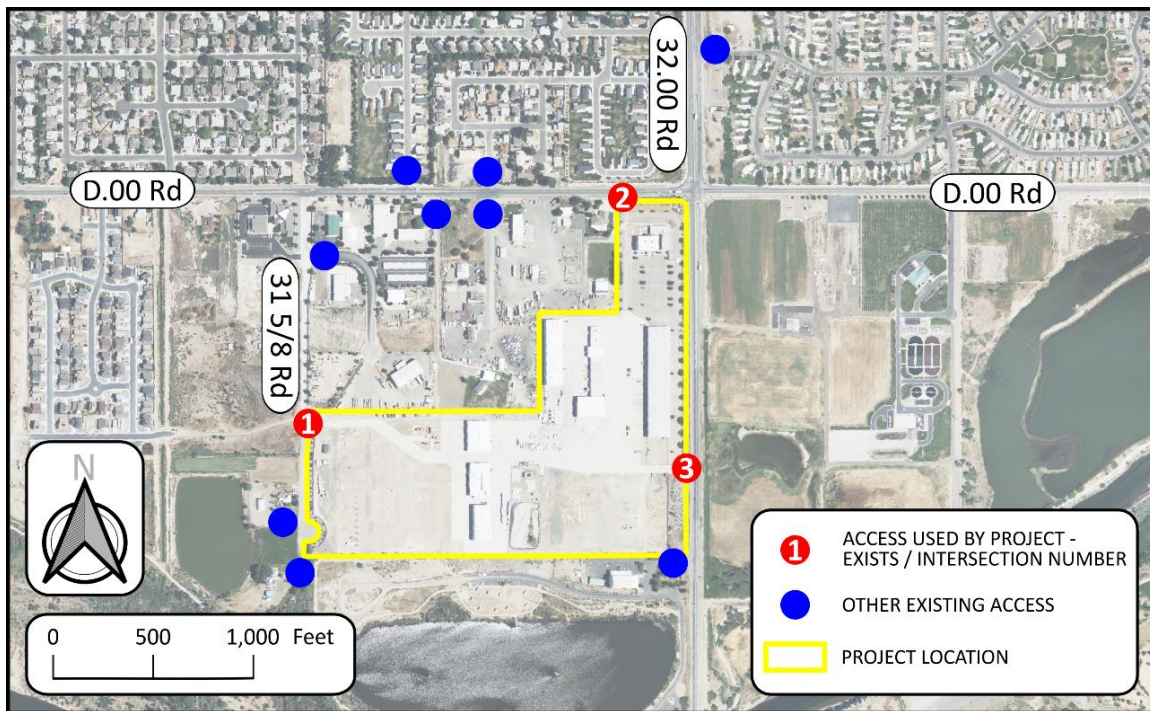 32.00 Rd
D.00 Rd
D.00 Rd
2
31 5/8 Rd
1
3
N
0 500 1,000 Feet
1 ACCESS USED BY PROJECT -
EXISTS / INTERSECTION NUMBER
OTHER EXISTING ACCESS
PROJECT LOCATION